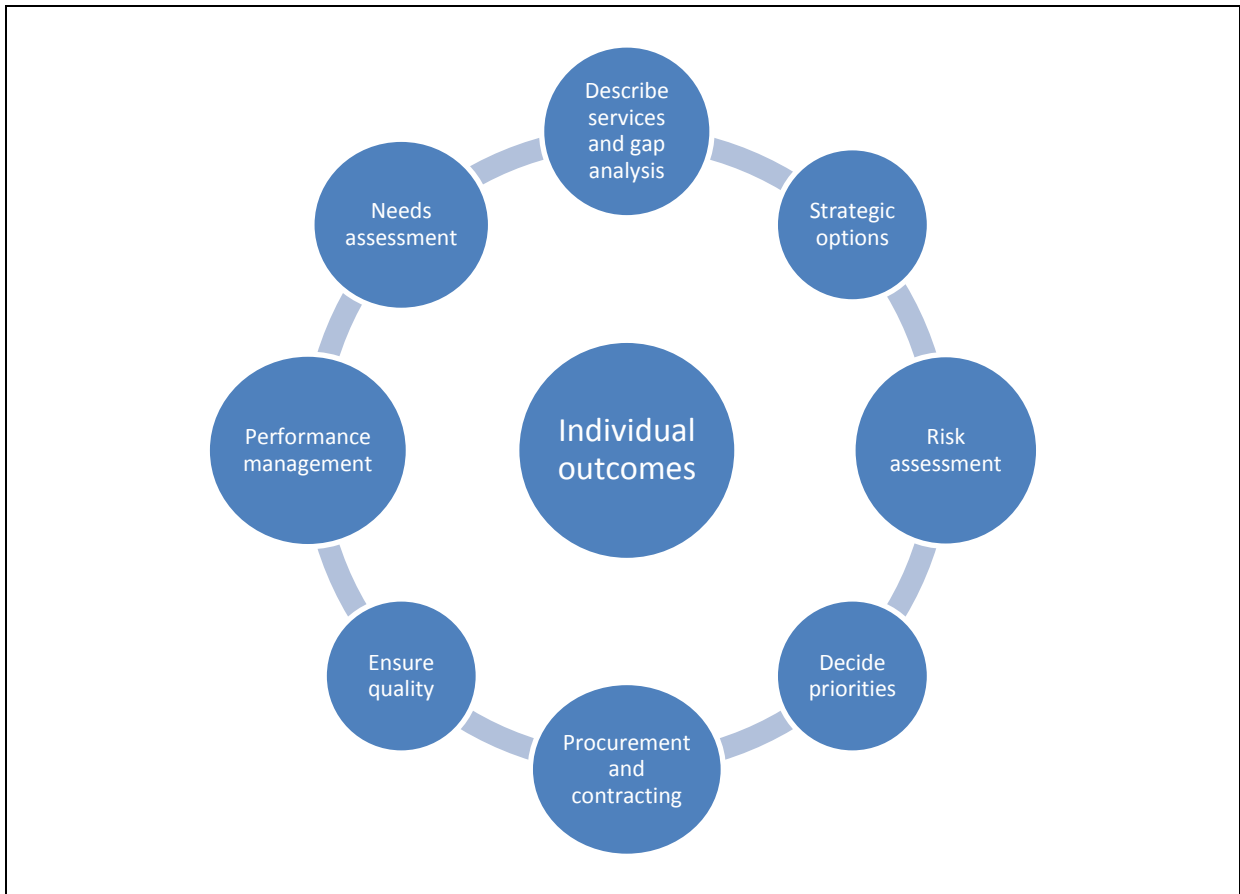 Describe
services
and gap
analysis
Strategic
options
Risk
assessment
Decide
priorities
Procurement
and
contracting
Ensure
quality
Performance
management
Needs
assessment
Individual
outcomes